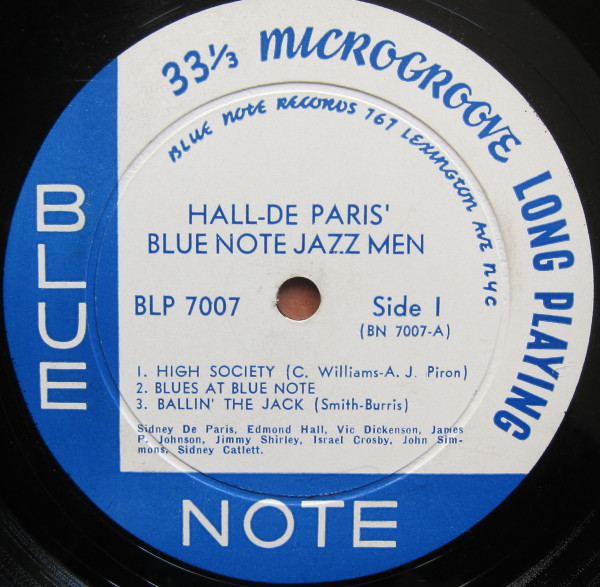 33⅓ MICROGROOVE LONG PLAYING
BLUE NOTE RECORDS 767 LEXINGTON AVE NYC
HALL-DE PARIS'
BLUE NOTE JAZZ MEN
BLP 7007
Side 1
(BN 7007-A)
1. HIGH SOCIETY (C. Williams-A. J. Piron)
2. BLUES AT BLUE NOTE
3. BALLIN' THE JACK (Smith-Burris)
Sidney De Paris, Edmond Hall, Vic Dickenson, James
P. Johnson, Jimmy Shirley, Israel Crosby, John Sim-
mons, Sidney Catlett.
BLUE
NOTE